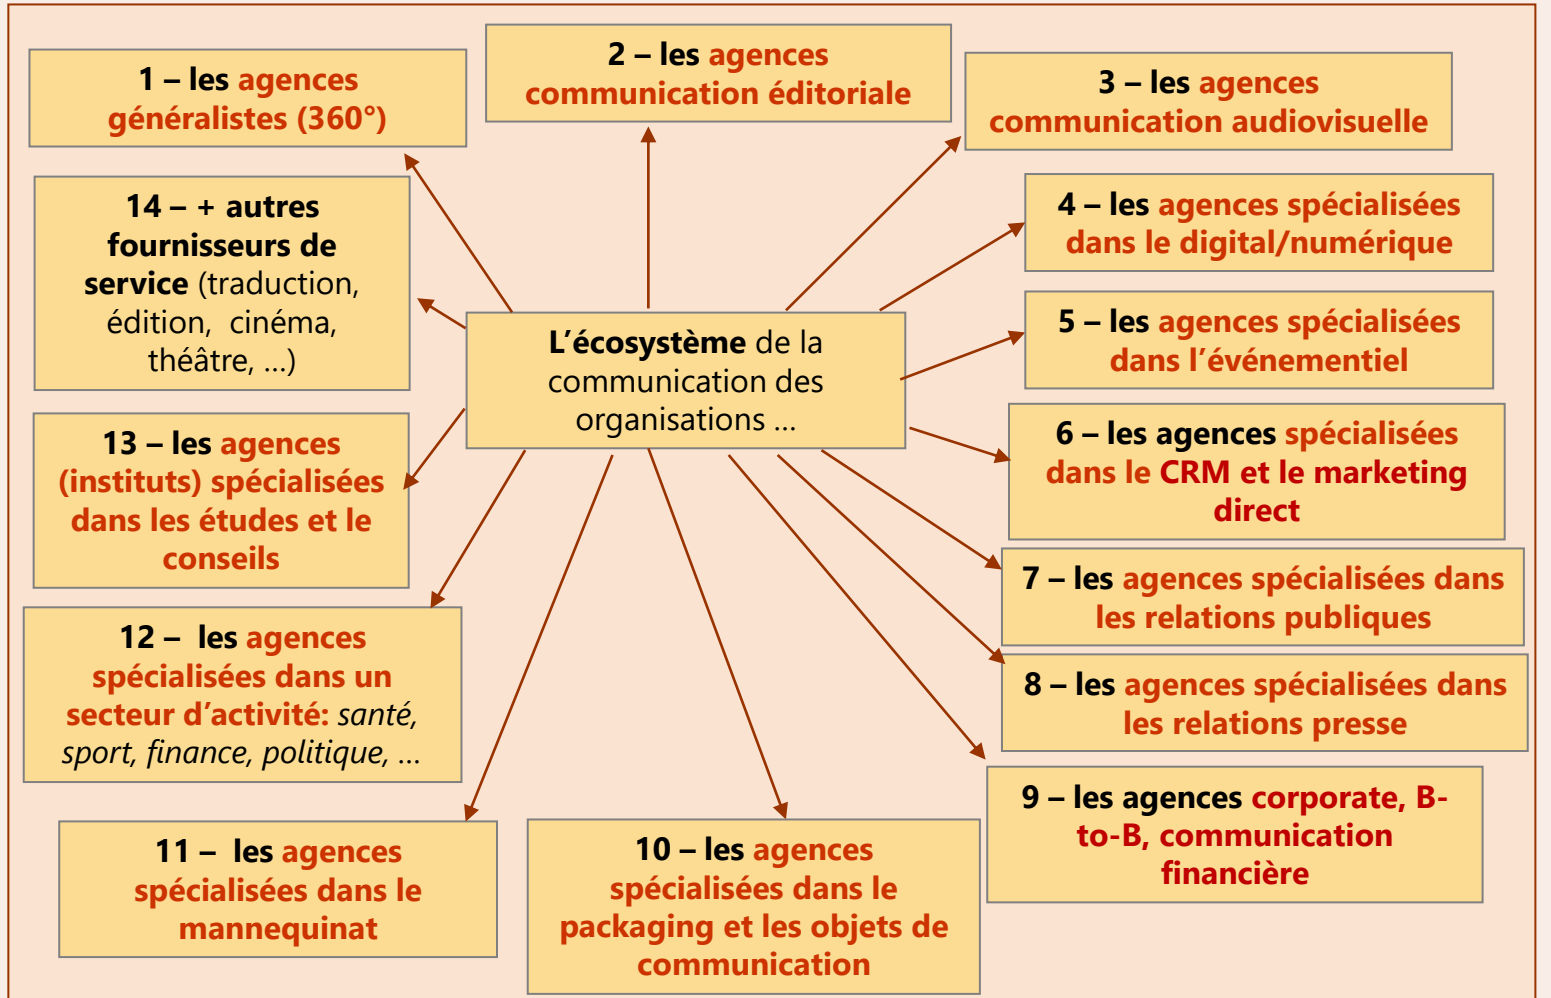 1 – les agences
généralistes (360°)
2 – les agences
communication éditoriale
3 – les agences
communication audiovisuelle
4 – les agences spécialisées
dans le digital/numérique
5 – les agences spécialisées
dans l’événementiel
6 – les agences spécialisées
dans le CRM et le marketing
direct
7 – les agences spécialisées dans
les relations publiques
8 – les agences spécialisées dans
les relations presse
9 – les agences corporate, B-
to-B, communication
financière
10 – les agences
spécialisées dans le
packaging et les objets de
communication
11 – les agences
spécialisées dans le
mannequinat
12 – les agences
spécialisées dans un
secteur d’activité: santé,
sport, finance, politique, …
13 – les agences
(instituts) spécialisées
dans les études et le
conseils
14 – + autres
fournisseurs de
service (traduction,
édition, cinéma,
théâtre, …)
L’écosystème de la
communication des
organisations …